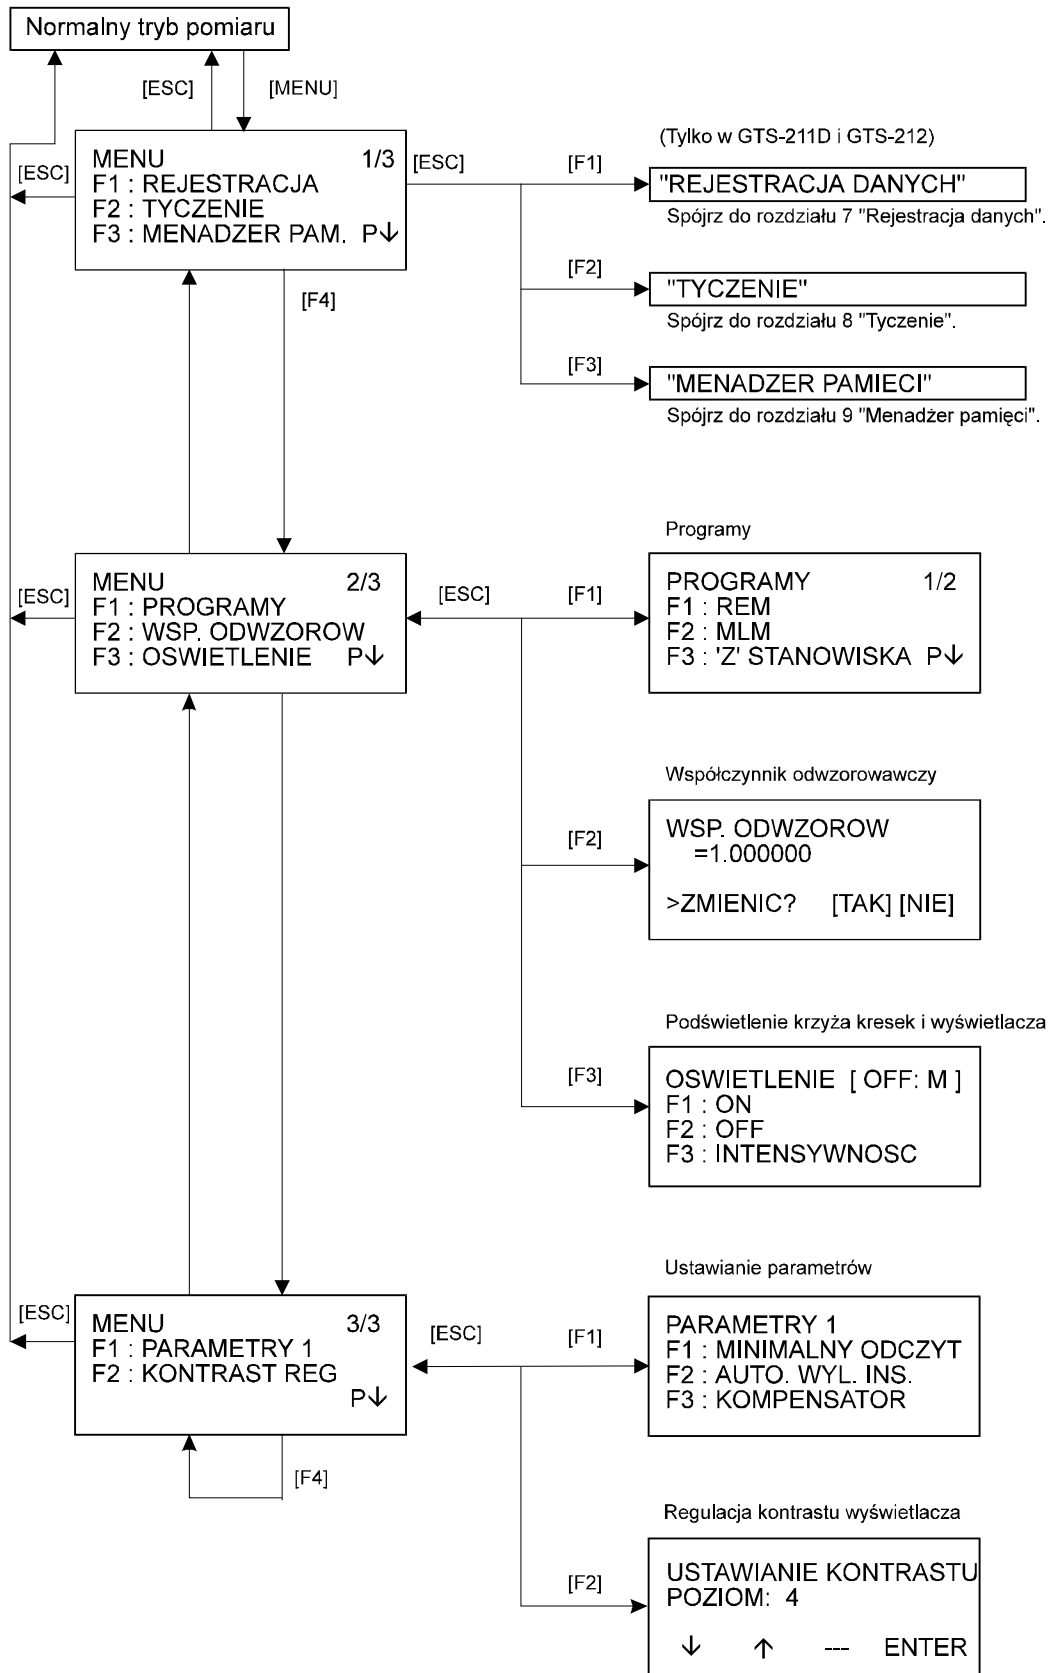 Normalny tryb pomiaru
[ESC]
[MENU]
[ESC]
MENU 1/3
F1 : REJESTRACJA
F2 : TYCZENIE
F3 : MENADZER PAM. P↓
[ESC]
(Tylko w GTS-211D i GTS-212)
[F1]
"REJESTRACJA DANYCH"
Spójrz do rozdziału 7 "Rejestracja danych".
[F2]
"TYCZENIE"
Spójrz do rozdziału 8 "Tyczenie".
[F3]
"MENADZER PAMIECI"
Spójrz do rozdziału 9 "Menadżer pamięci".
[F4]
[ESC]
MENU 2/3
F1 : PROGRAMY
F2 : WSP. ODWZOROW
F3 : OSWIETLENIE P↓
[ESC]
Programy
[F1]
PROGRAMY 1/2
F1 : REM
F2 : MLM
F3 : 'Z' STANOWISKA P↓
Współczynnik odwzorowawczy
[F2]
WSP. ODWZOROW
=1.000000
>ZMIENIC? [TAK] [NIE]
Podświetlenie krzyża kresek i wyświetlacza
[F3]
OSWIETLENIE [ OFF: M ]
F1 : ON
F2 : OFF
F3 : INTENSYWNOSC
[ESC]
MENU 3/3
F1 : PARAMETRY 1
F2 : KONTRAST REG
P↓
[F4]
[ESC]
Ustawianie parametrów
[F1]
PARAMETRY 1
F1 : MINIMALNY ODCZYT
F2 : AUTO. WYL. INS.
F3 : KOMPENSATOR
Regulacja kontrastu wyświetlacza
[F2]
USTAWIANIE KONTRASTU
POZIOM: 4
↓ ↑ --- ENTER